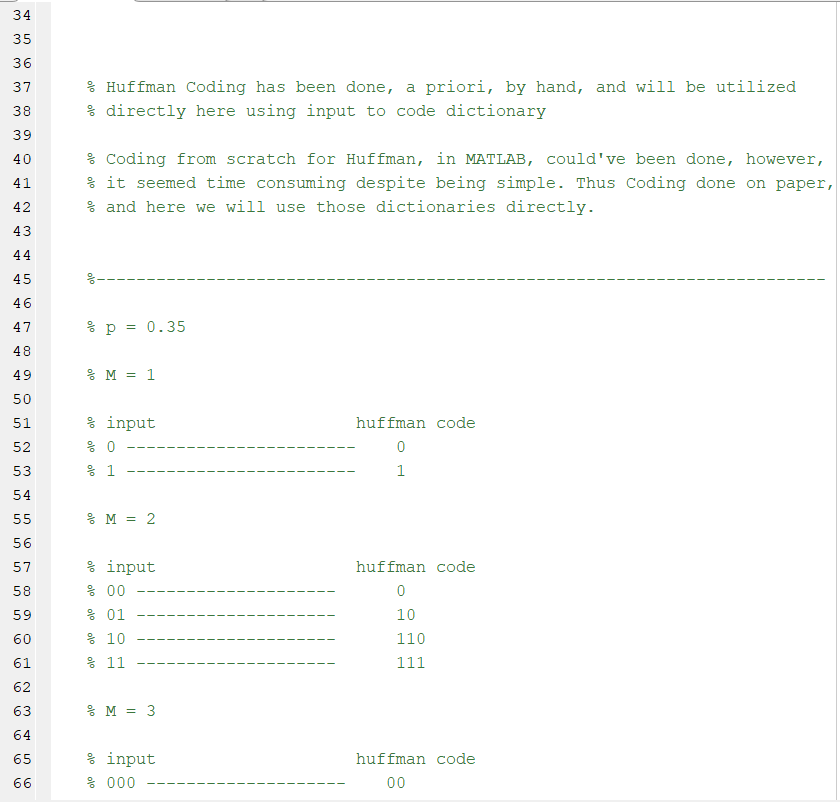 34
35
36
37 % Huffman Coding has been done, a priori, by hand, and will be utilized
38 % directly here using input to code dictionary
39
40 % Coding from scratch for Huffman, in MATLAB, could've been done, however,
41 % it seemed time consuming despite being simple. Thus Coding done on paper,
42 % and here we will use those dictionaries directly.
43
44
45 %-------------------------------------------------------------------------
46
47 % p = 0.35
48
49 % M = 1
50
51 % input                    huffman code
52 % 0 -----------------------    0
53 % 1 -----------------------    1
54
55 % M = 2
56
57 % input                    huffman code
58 % 00 --------------------      0
59 % 01 --------------------      10
60 % 10 --------------------      110
61 % 11 --------------------      111
62
63 % M = 3
64
65 % input                    huffman code
66 % 000 --------------------    00